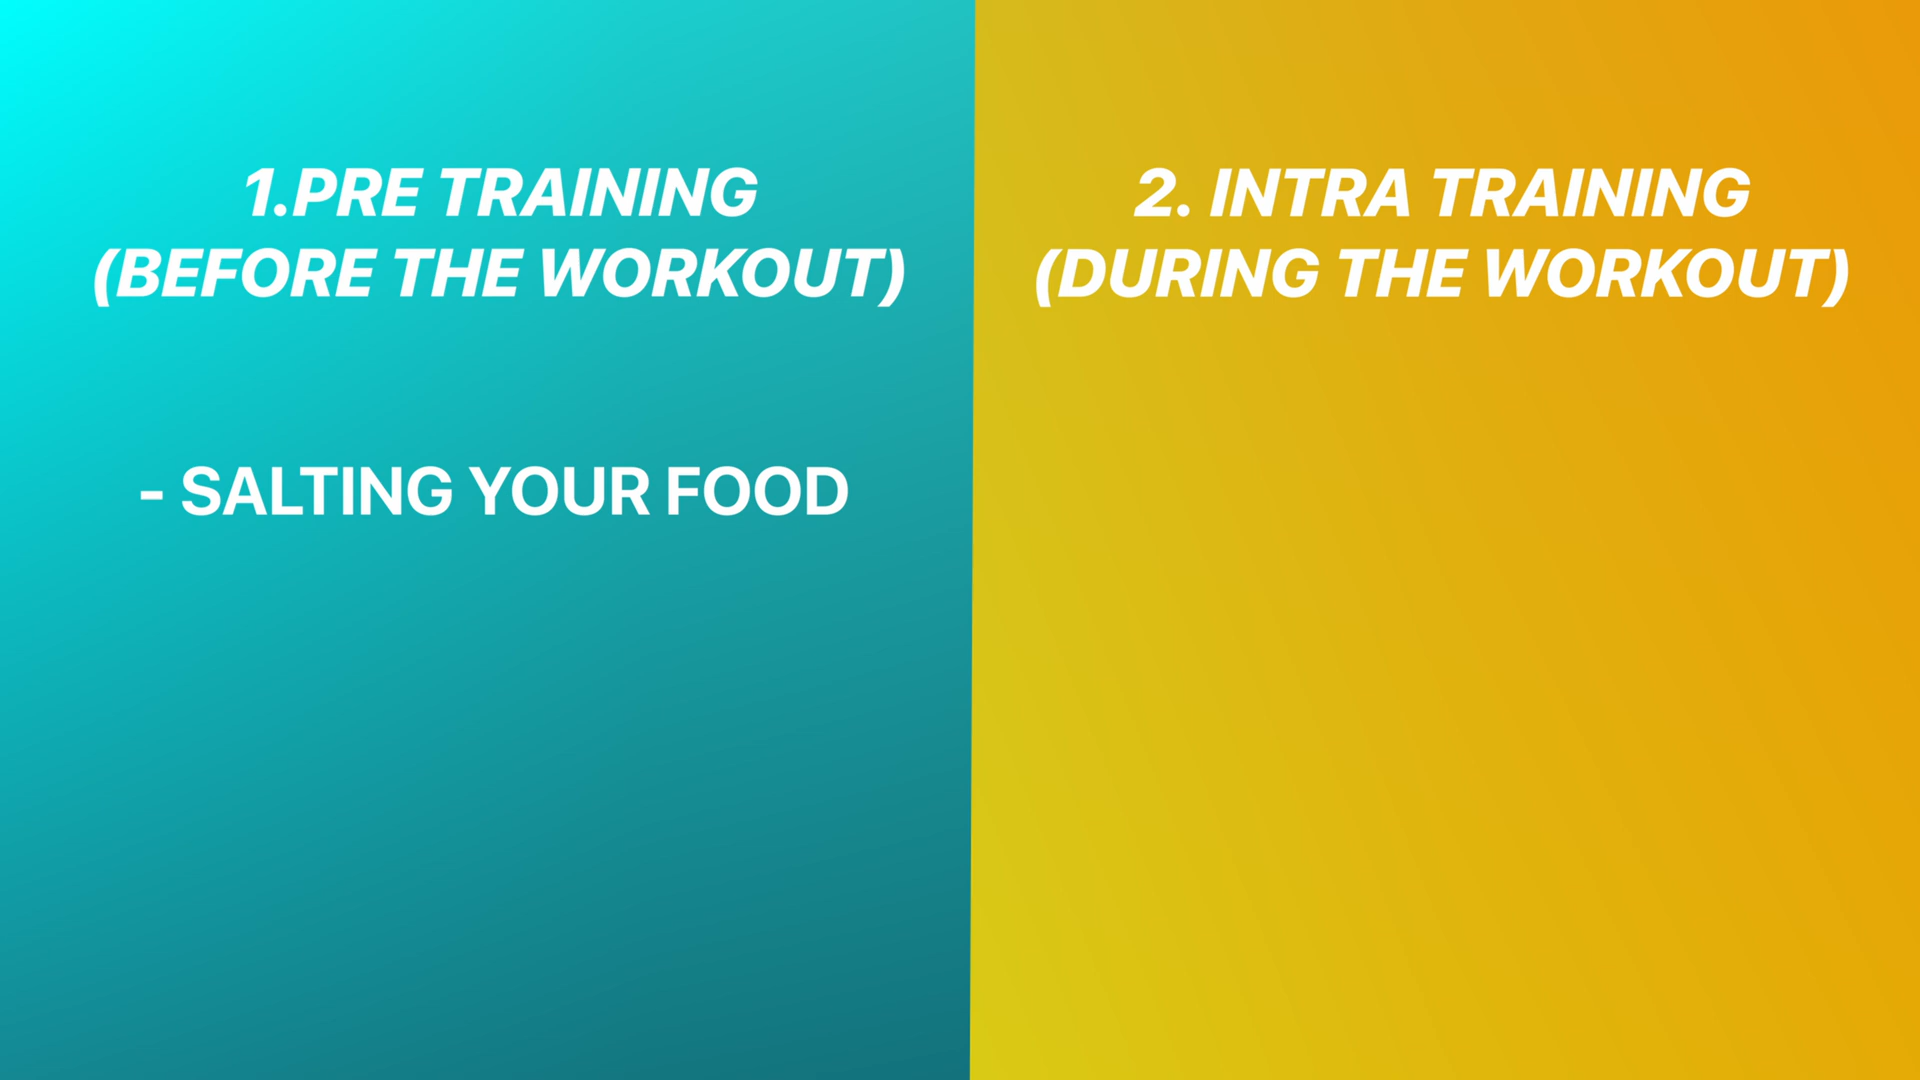 1.PRE TRAINING
(BEFORE THE WORKOUT)
- SALTING YOUR FOOD
2. INTRA TRAINING
(DURING THE WORKOUT)